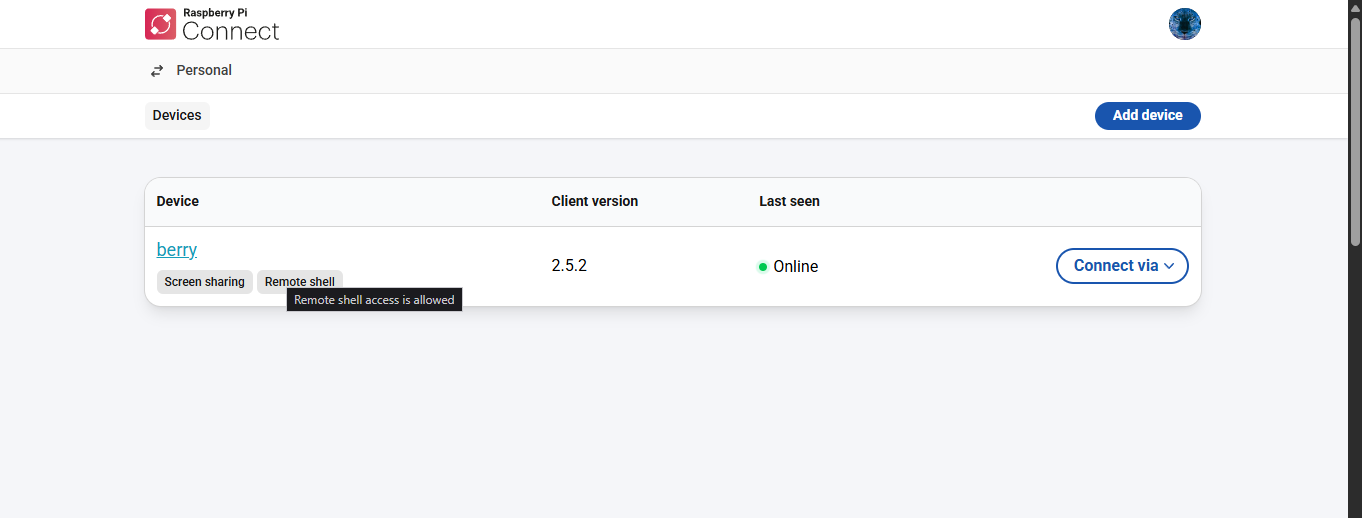 Raspberry Pi
Connect
Personal
Devices
Add device
Device Client version Last seen
berry
2.5.2 Online Connect via
Screen sharing Remote shell
Remote shell access is allowed